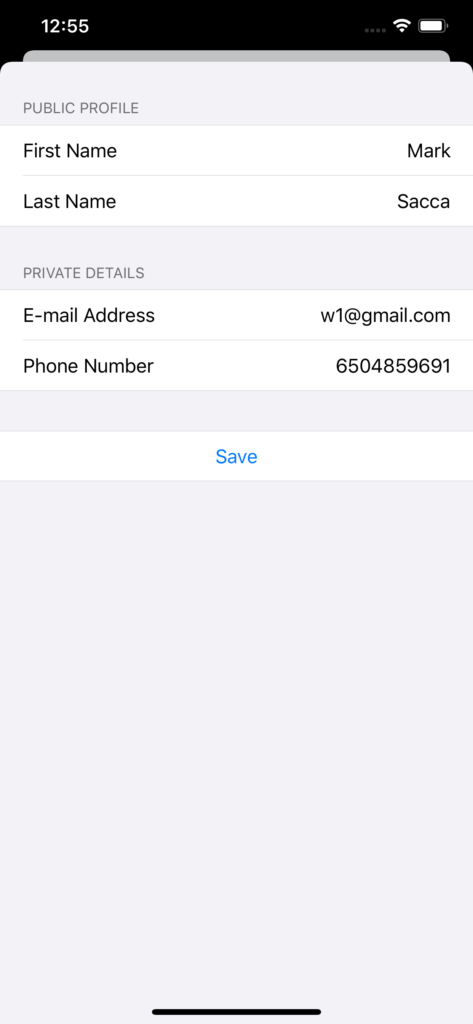 12:55
PUBLIC PROFILE
First Name Mark
Last Name Sacca
PRIVATE DETAILS
E-mail Address w1@gmail.com
Phone Number 6504859691
Save